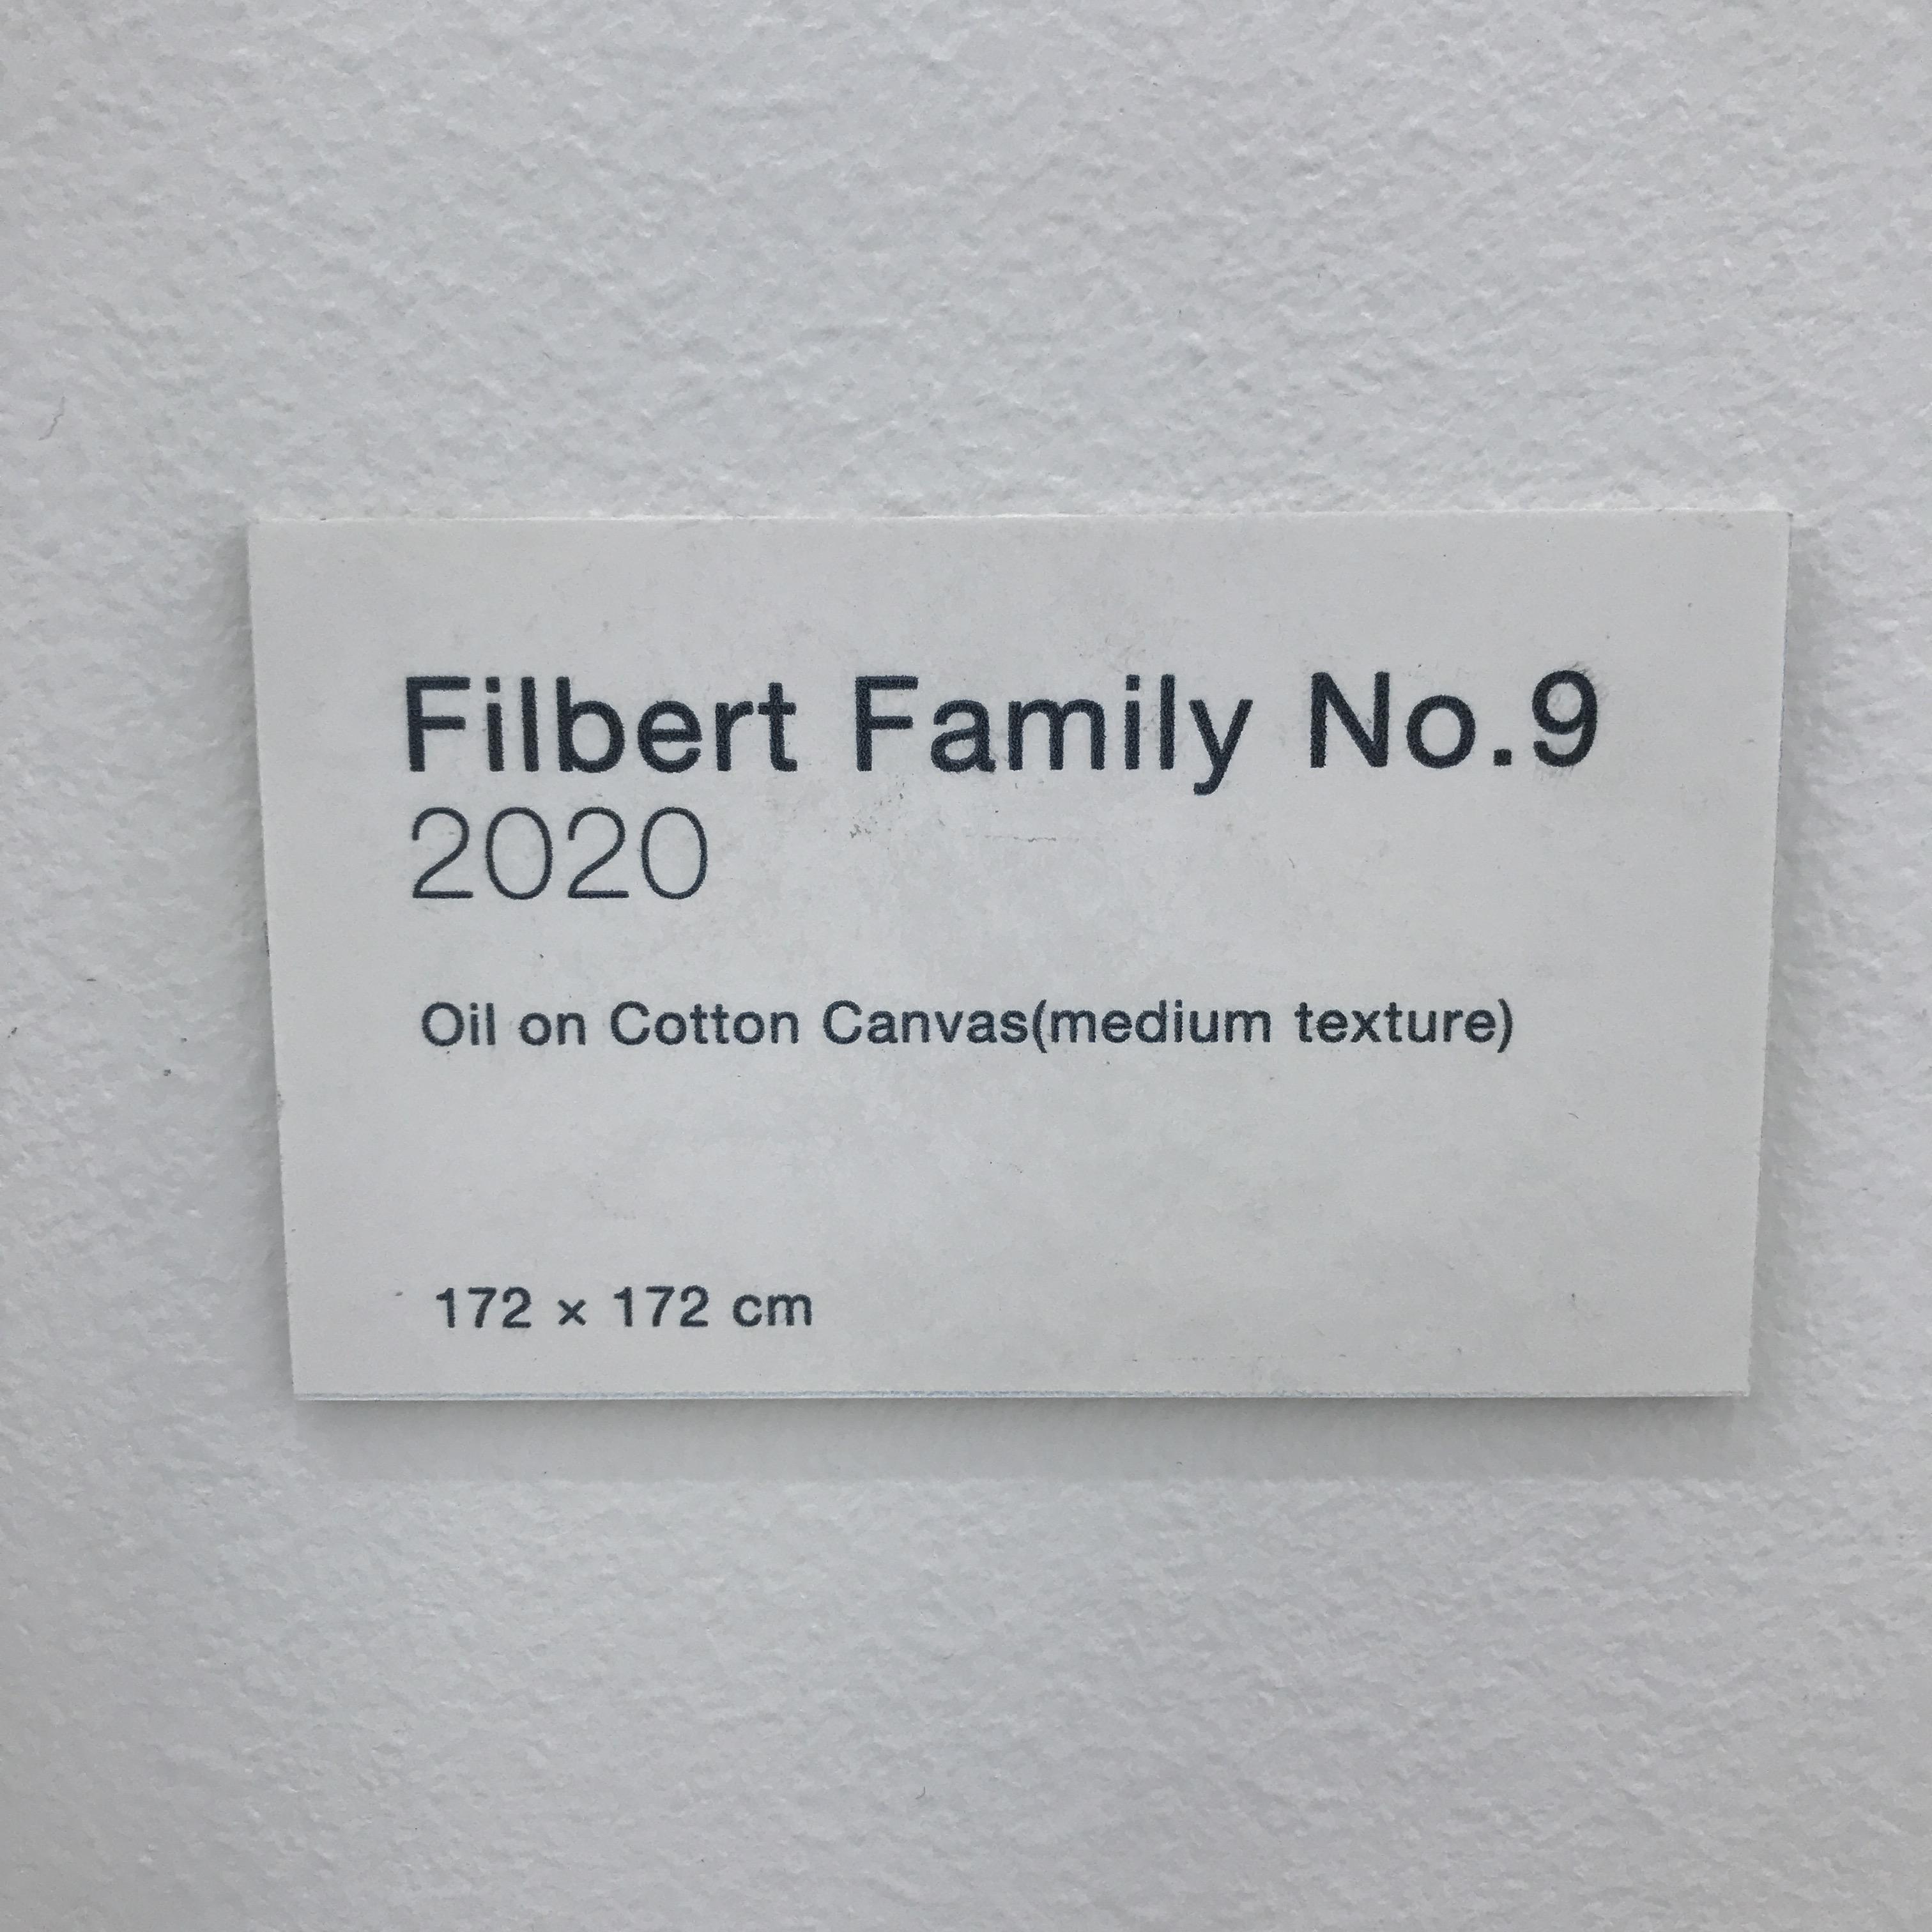 Filbert Family No.9
2020
Oil on Cotton Canvas(medium texture)
172 × 172 cm